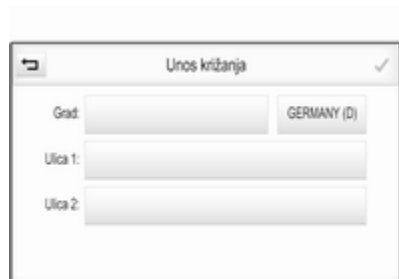 Unos križanja
Grad: GERMANY (D)
Ulica 1:
Ulica 2: